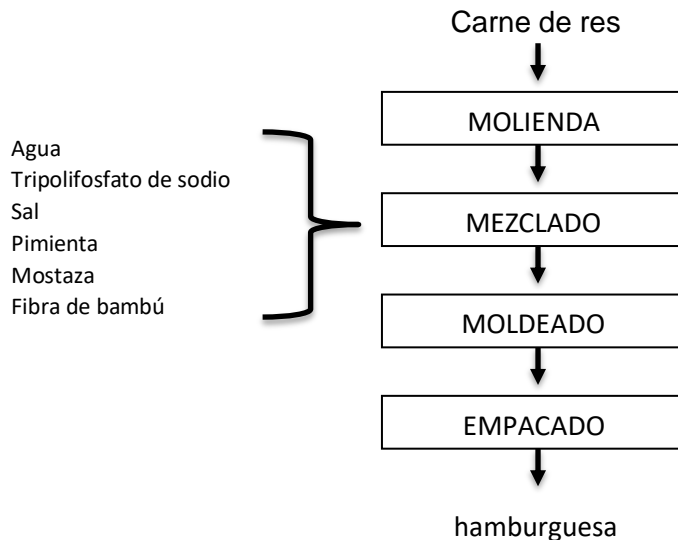 Carne de res
MOLIENDA
Agua
Tripolifosfato de sodio
Sal
Pimienta
Mostaza
Fibra de bambú
MEZCLADO
MOLDEADO
EMPACADO
hamburguesa